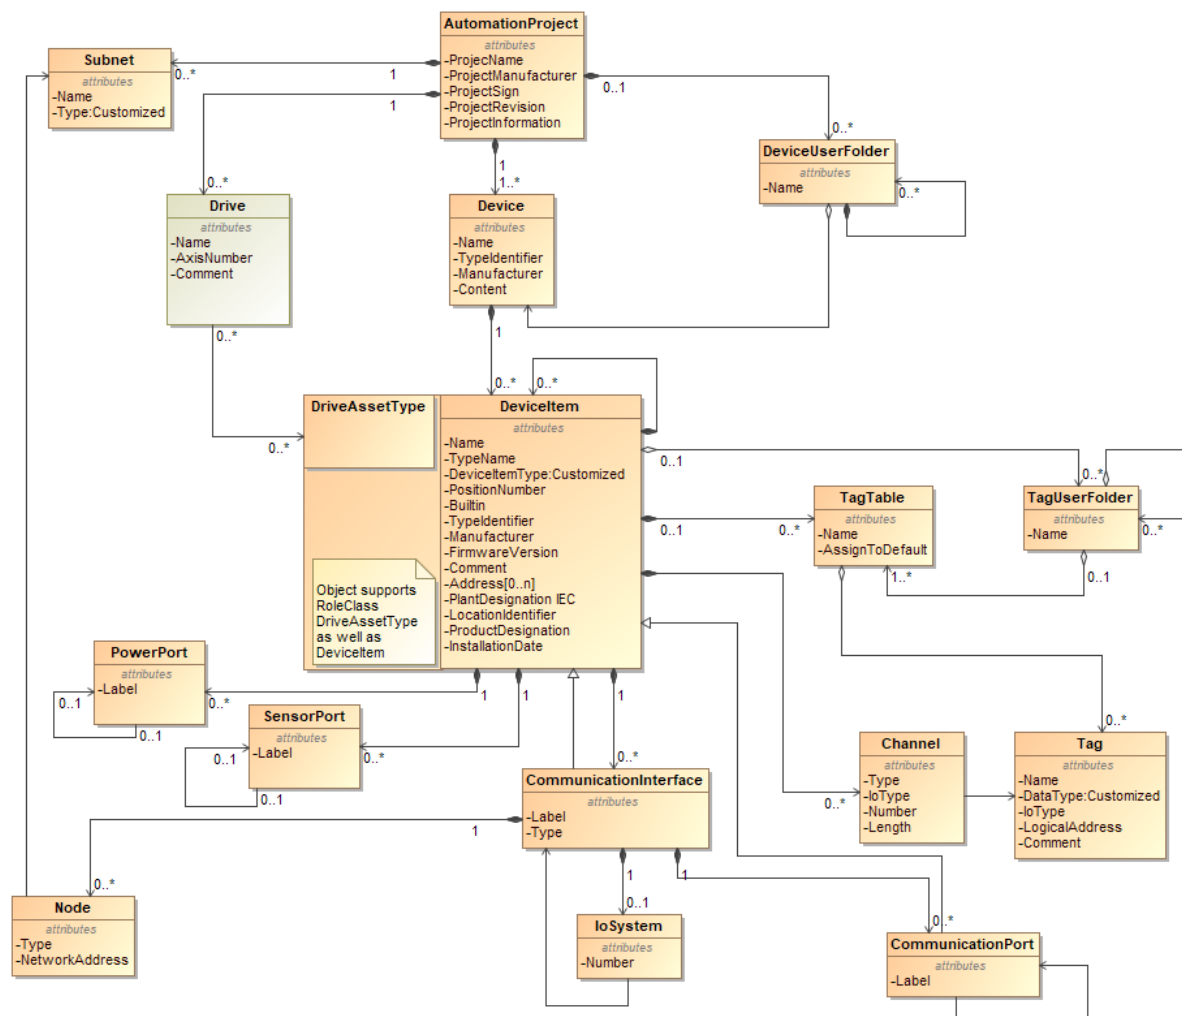 AutomationProject
attributes
-ProjecName
-ProjectManufacturer
-ProjectSign
-ProjectRevision
-ProjectInformation
Subnet
attributes
-Name
-Type:Customized
0..*
1
1
0..1
0..*
1
1..*
0..*
DeviceUserFolder
attributes
-Name
0..*
Drive
attributes
-Name
-AxisNumber
-Comment
0..*
Device
attributes
-Name
-TypeIdentifier
-Manufacturer
-Content
1
0..*
0..*
0..*
DriveAssetType
Object supports
RoleClass
DriveAssetType
as well as
DeviceItem
DeviceItem
attributes
-Name
-TypeName
-DeviceItemType:Customized
-PositionNumber
-Builtin
-TypeIdentifier
-Manufacturer
-FirmwareVersion
-Comment
-Address[0..n]
-PlantDesignation IEC
-LocationIdentifier
-ProductDesignation
-InstallationDate
0..1
0..*
0..1
0..*
TagTable
attributes
-Name
-AssignToDefault
TagUserFolder
attributes
-Name
0..*
1..*
0..1
PowerPort
attributes
-Label
0..1
0..1
0..*
1
1
1
SensorPort
attributes
-Label
0..1
0..1
0..*
0..*
CommunicationInterface
attributes
-Label
-Type
1
1
0..1
1
0..*
0..*
Channel
attributes
-Type
-IoType
-Number
-Length
0..*
0..*
Tag
attributes
-Name
-DataType:Customized
-IoType
-LogicalAddress
-Comment
Node
attributes
-Type
-NetworkAddress
IoSystem
attributes
-Number
CommunicationPort
attributes
-Label